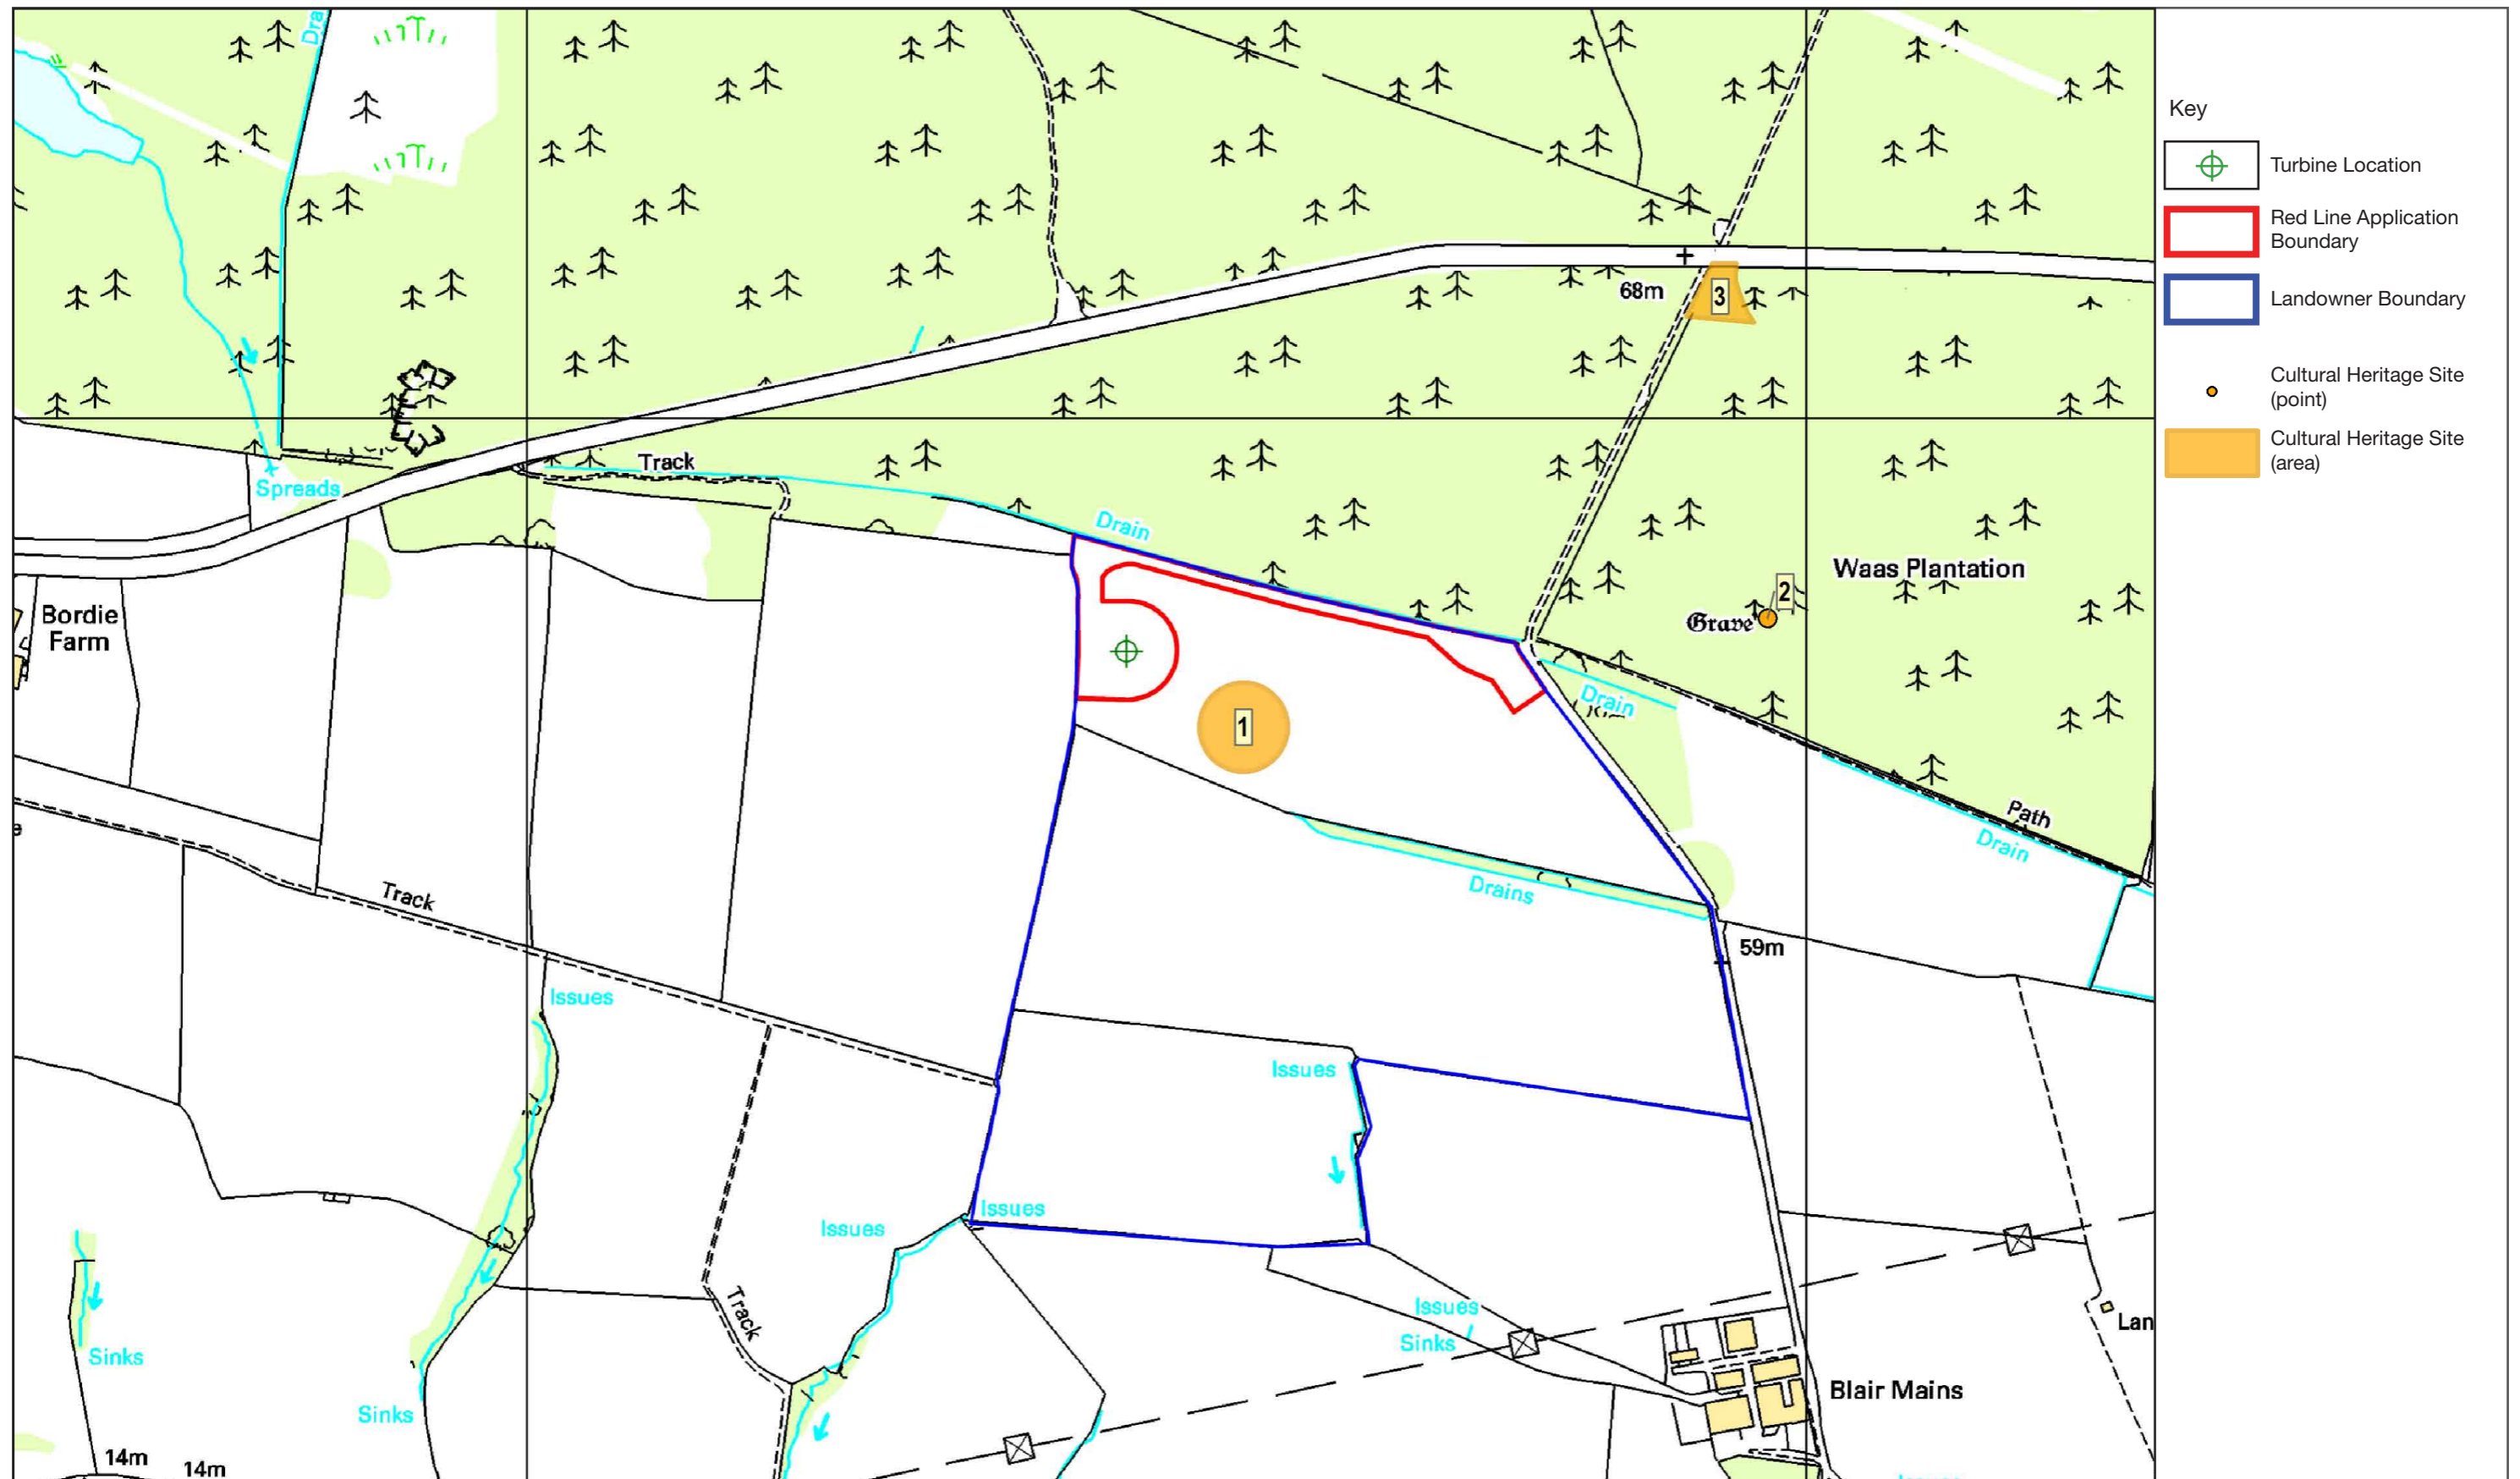 Dra
Key
Turbine Location
Red Line Application
Boundary
Landowner Boundary
68m
3
Cultural Heritage Site
(point)
Cultural Heritage Site
(area)
Track
Spreads
Drain
Waas Plantation
2
Grave
Bordie
Farm
Drain
1
Path
Drain
Track
Drains
59m
Issues
Issues
Issues
Issues
Issues
Sinks
Track
Lan
Sinks
Blair Mains
Sinks
14m
14m